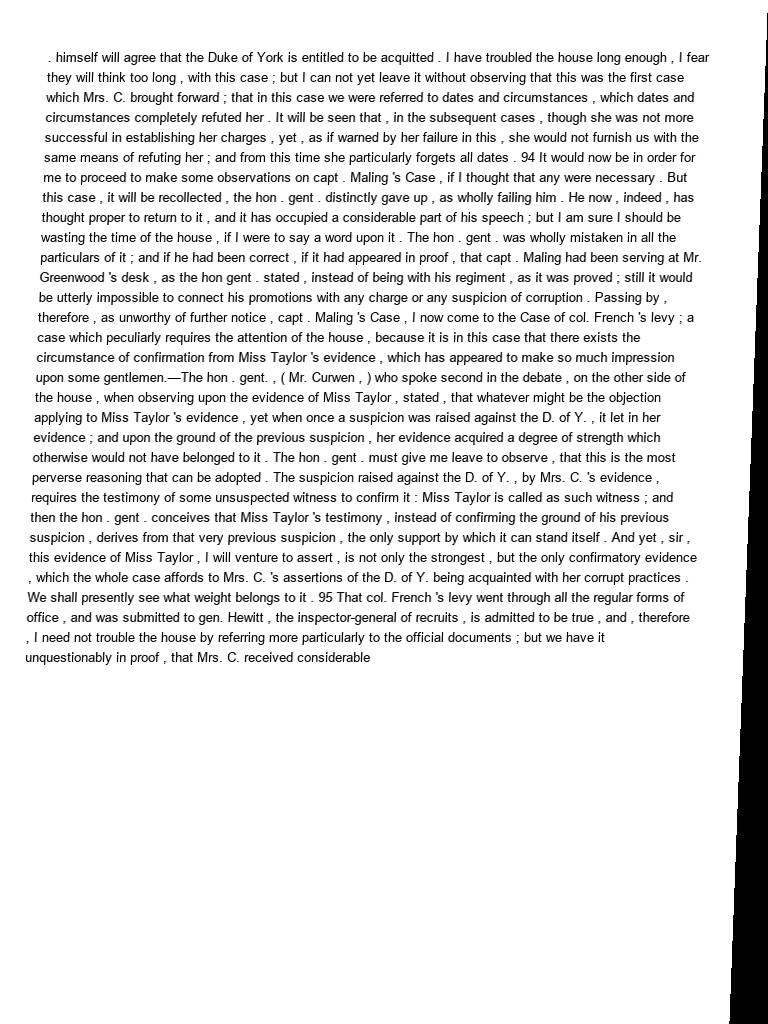 . himself will agree that the Duke of York is entitled to be acquitted . I have troubled the house long enough , I fear
they will think too long , with this case ; but I can not yet leave it without observing that this was the first case
which Mrs. C. brought forward ; that in this case we were referred to dates and circumstances , which dates and
circumstances completely refuted her . It will be seen that , in the subsequent cases , though she was not more
successful in establishing her charges , yet , as if warned by her failure in this , she would not furnish us with the
same means of refuting her ; and from this time she particularly forgets all dates . 94 It would now be in order for
me to proceed to make some observations on capt . Maling 's Case , if I thought that any were necessary . But
this case , it will be recollected , the hon . gent . distinctly gave up , as wholly failing him . He now , indeed , has
thought proper to return to it , and it has occupied a considerable part of his speech ; but I am sure I should be
wasting the time of the house , if I were to say a word upon it . The hon . gent . was wholly mistaken in all the
particulars of it ; and if he had been correct , if it had appeared in proof , that capt . Maling had been serving at Mr.
Greenwood 's desk , as the hon gent . stated , instead of being with his regiment , as it was proved ; still it would
be utterly impossible to connect his promotions with any charge or any suspicion of corruption . Passing by ,
therefore , as unworthy of further notice , capt . Maling 's Case , I now come to the Case of col. French 's levy ; a
case which peculiarly requires the attention of the house , because it is in this case that there exists the
circumstance of confirmation from Miss Taylor 's evidence , which has appeared to make so much impression
upon some gentlemen.—The hon . gent. , ( Mr. Curwen , ) who spoke second in the debate , on the other side of
the house , when observing upon the evidence of Miss Taylor , stated , that whatever might be the objection
applying to Miss Taylor 's evidence , yet when once a suspicion was raised against the D. of Y. , it let in her
evidence ; and upon the ground of the previous suspicion , her evidence acquired a degree of strength which
otherwise would not have belonged to it . The hon . gent . must give me leave to observe , that this is the most
perverse reasoning that can be adopted . The suspicion raised against the D. of Y. , by Mrs. C. 's evidence ,
requires the testimony of some unsuspected witness to confirm it : Miss Taylor is called as such witness ; and
then the hon . gent . conceives that Miss Taylor 's testimony , instead of confirming the ground of his previous
suspicion , derives from that very previous suspicion , the only support by which it can stand itself . And yet , sir ,
this evidence of Miss Taylor , I will venture to assert , is not only the strongest , but the only confirmatory evidence
, which the whole case affords to Mrs. C. 's assertions of the D. of Y. being acquainted with her corrupt practices .
We shall presently see what weight belongs to it . 95 That col. French 's levy went through all the regular forms of
office , and was submitted to gen. Hewitt , the inspector-general of recruits , is admitted to be true , and , therefore
, I need not trouble the house by referring more particularly to the official documents ; but we have it
unquestionably in proof , that Mrs. C. received considerable